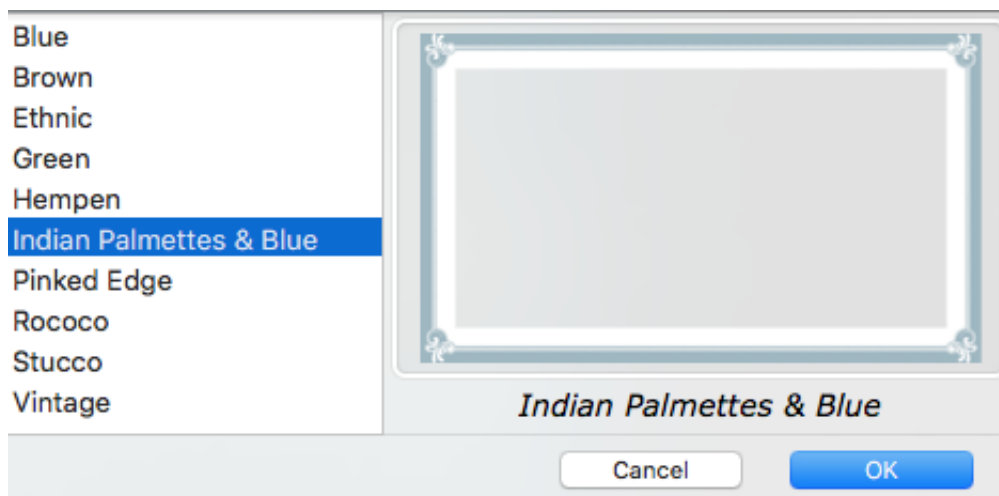 Blue
Brown
Ethnic
Green
Hempen
Indian Palmettes & Blue
Pinked Edge
Rococo
Stucco
Vintage
Indian Palmettes & Blue
Cancel
OK